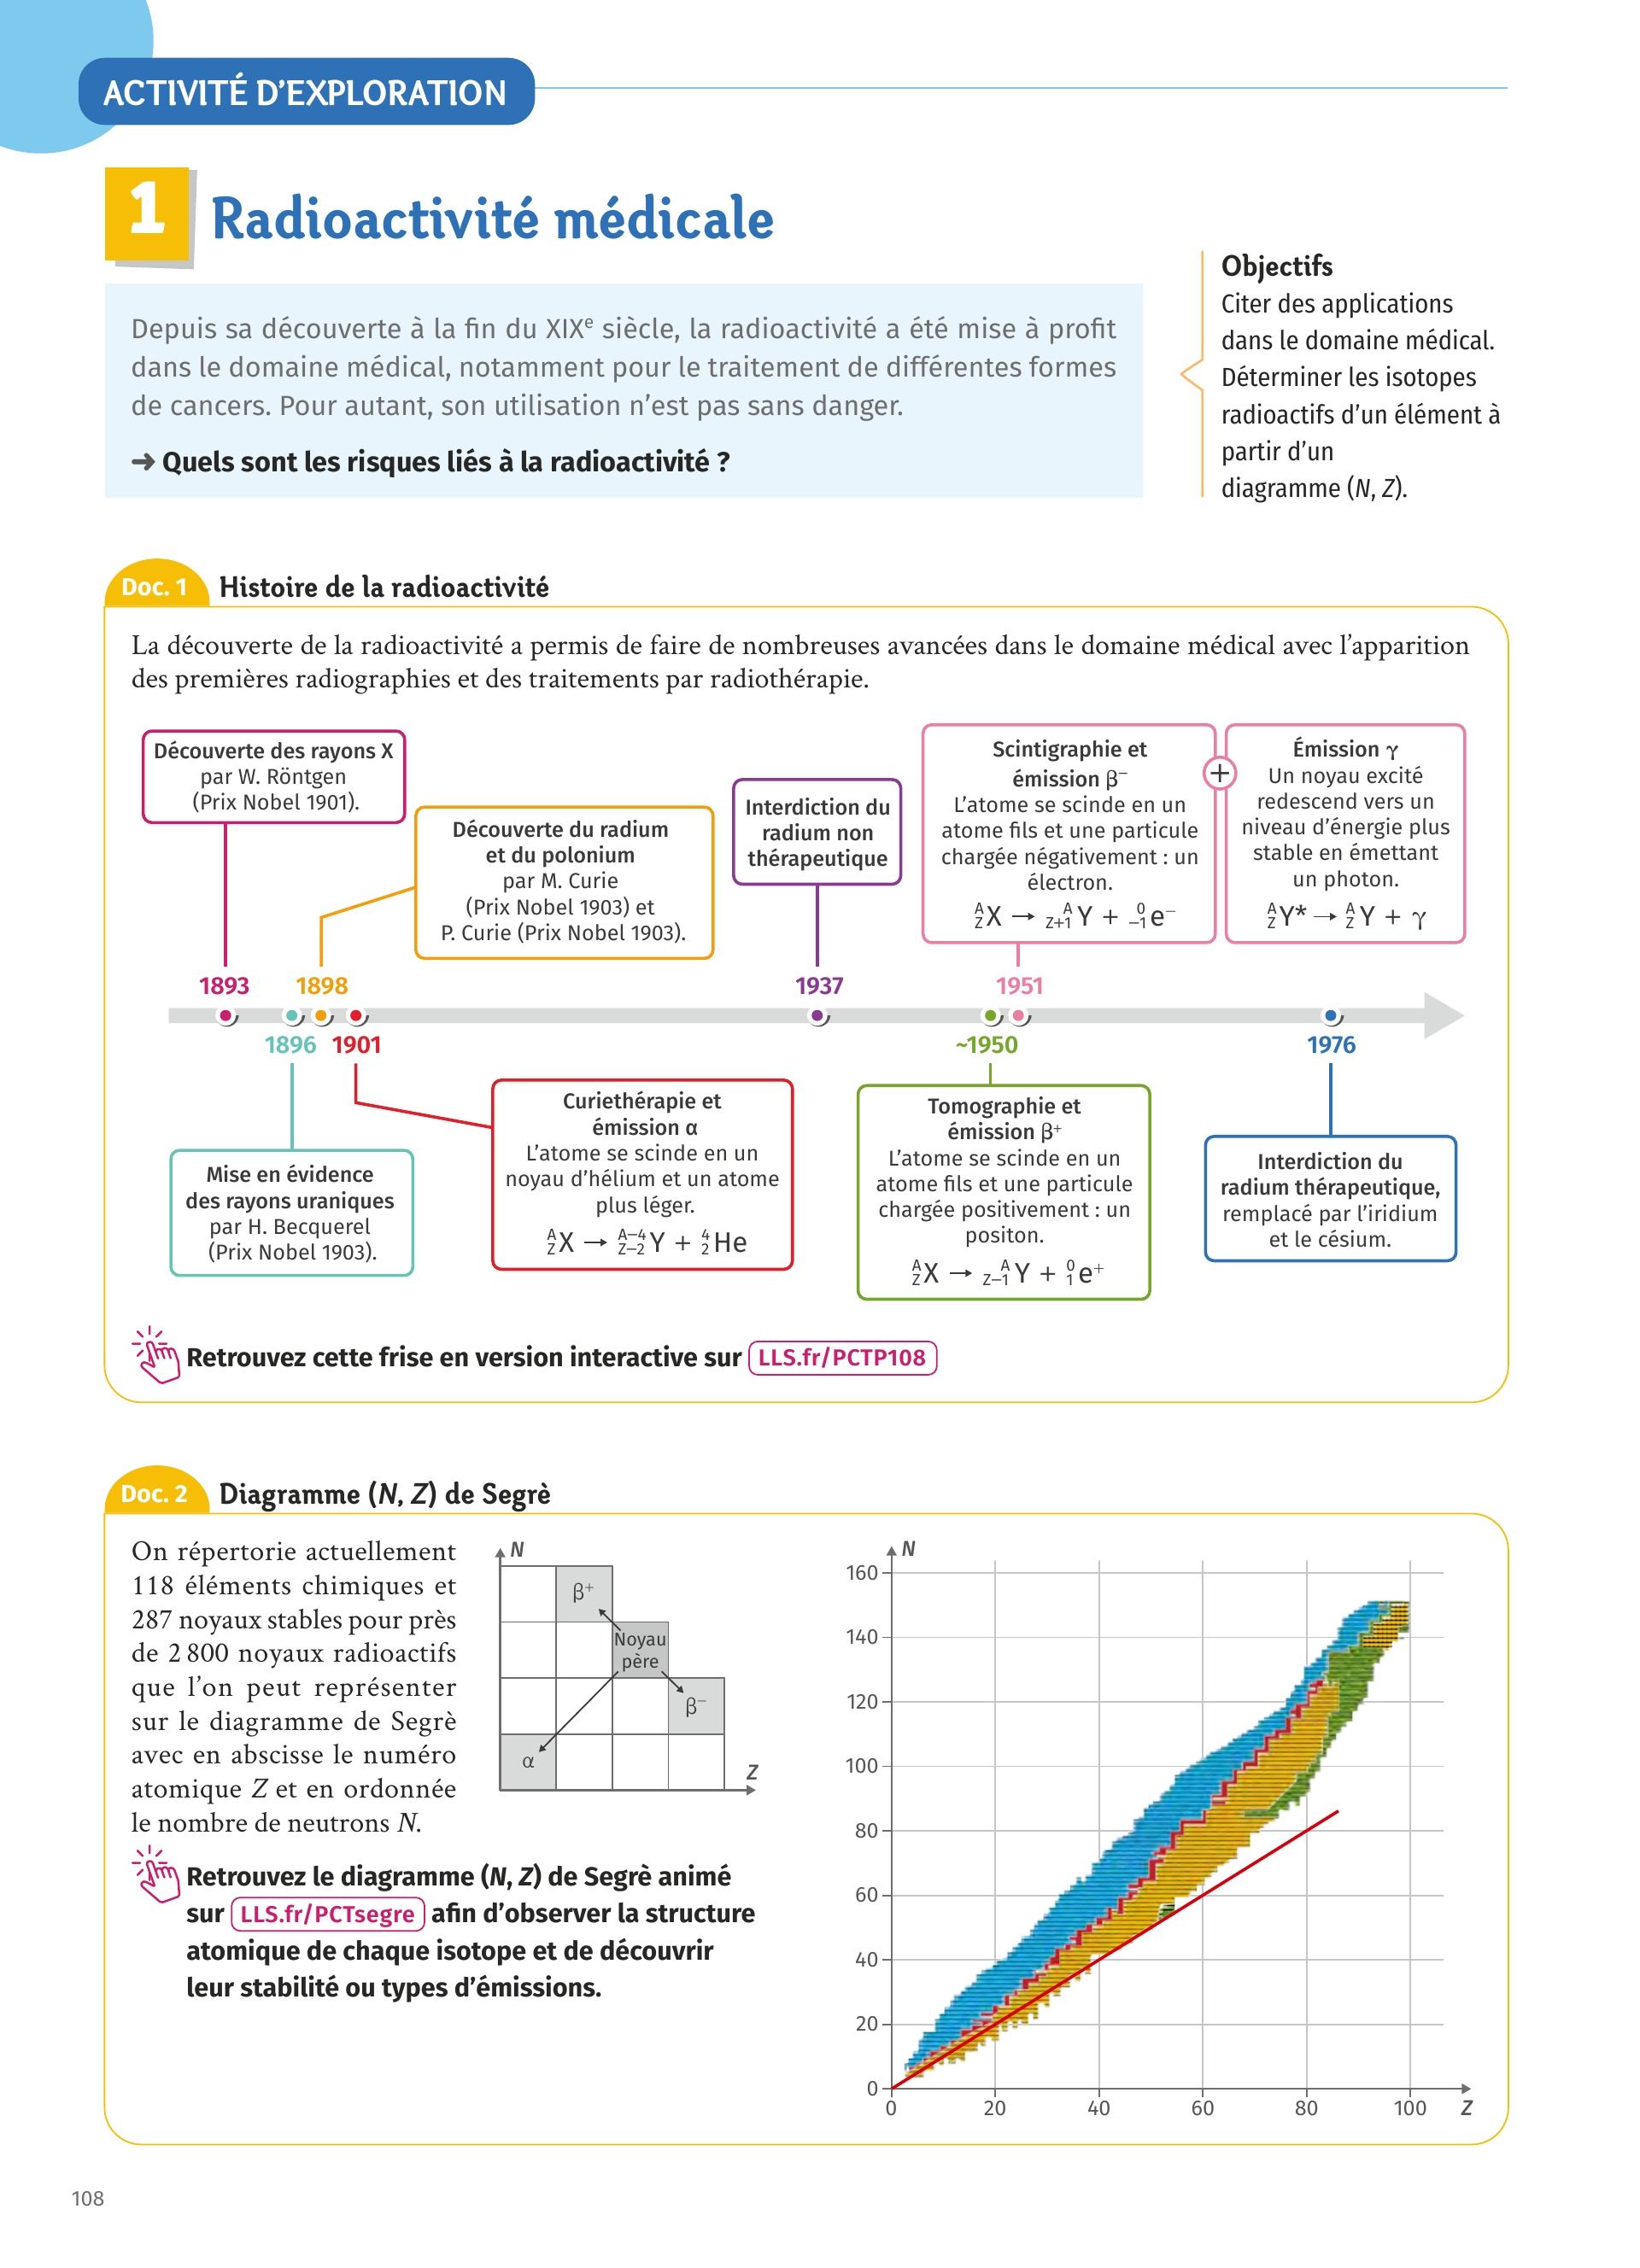 ACTIVITÉ D'EXPLORATION
1 Radioactivité médicale
Depuis sa découverte à la fin du XIXᵉ siècle, la radioactivité a été mise à profit
dans le domaine médical, notamment pour le traitement de différentes formes
de cancers. Pour autant, son utilisation n'est pas sans danger.
➜ Quels sont les risques liés à la radioactivité ?
Objectifs
Citer des applications
dans le domaine médical.
Déterminer les isotopes
radioactifs d'un élément à
partir d'un
diagramme (N, Z).
Doc. 1 Histoire de la radioactivité
La découverte de la radioactivité a permis de faire de nombreuses avancées dans le domaine médical avec l'apparition
des premières radiographies et des traitements par radiothérapie.
Découverte des rayons X
par W. Röntgen
(Prix Nobel 1901).
Découverte du radium
et du polonium
par M. Curie
(Prix Nobel 1903) et
P. Curie (Prix Nobel 1903).
Interdiction du
radium non
thérapeutique
Scintigraphie et
émission β⁻
L'atome se scinde en un
atome fils et une particule
chargée négativement : un
électron.
A Z X → A Z+1 Y + 0 −1 e⁻
+
Émission γ
Un noyau excité
redescend vers un
niveau d'énergie plus
stable en émettant
un photon.
A Z Y* → A Z Y + γ
1893
1898
1937
1951
1896
1901
~1950
1976
Mise en évidence
des rayons uraniques
par H. Becquerel
(Prix Nobel 1903).
Curiethérapie et
émission α
L'atome se scinde en un
noyau d'hélium et un atome
plus léger.
A Z X → A−4 Z−2 Y + 4 2 He
Tomographie et
émission β⁺
L'atome se scinde en un
atome fils et une particule
chargée positivement : un
positon.
A Z X → A Z−1 Y + 0 1 e⁺
Interdiction du
radium thérapeutique,
remplacé par l'iridium
et le césium.
Retrouvez cette frise en version interactive sur LLS.fr/PCTP108
Doc. 2 Diagramme (N, Z) de Segrè
On répertorie actuellement
118 éléments chimiques et
287 noyaux stables pour près
de 2 800 noyaux radioactifs
que l'on peut représenter
sur le diagramme de Segrè
avec en abscisse le numéro
atomique Z et en ordonnée
le nombre de neutrons N.
Retrouvez le diagramme (N, Z) de Segrè animé
sur LLS.fr/PCTsegre afin d'observer la structure
atomique de chaque isotope et de découvrir
leur stabilité ou types d'émissions.
N
β⁺
Noyau
père
β⁻
α
Z
N
160
140
120
100
80
60
40
20
0
0 20 40 60 80 100 Z
108